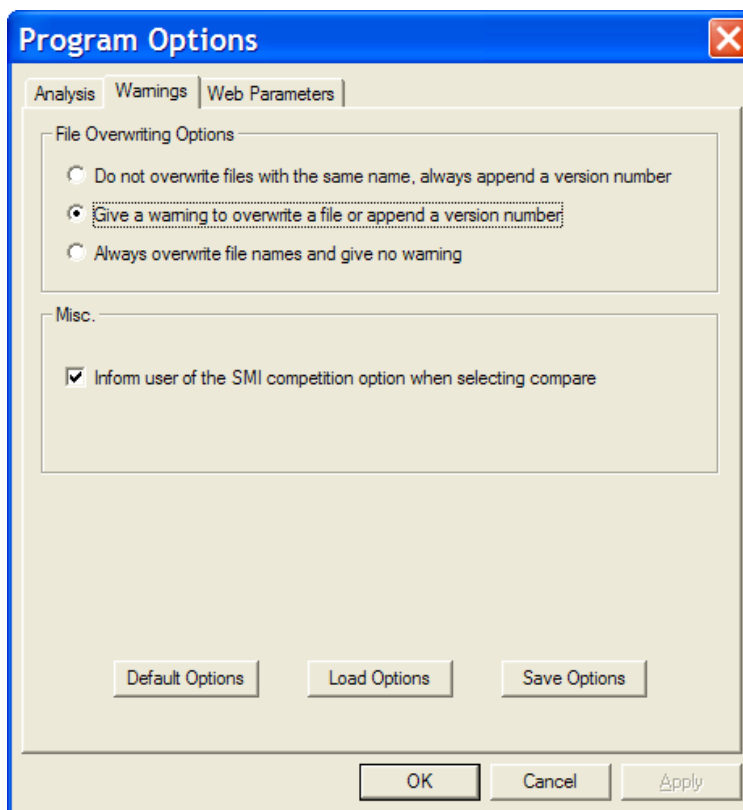 Program Options
Analysis Warnings Web Parameters
File Overwriting Options
Do not overwrite files with the same name, always append a version number
Give a warning to overwrite a file or append a version number
Always overwrite file names and give no warning
Misc.
Inform user of the SMI competition option when selecting compare
Default Options Load Options Save Options
OK Cancel Apply